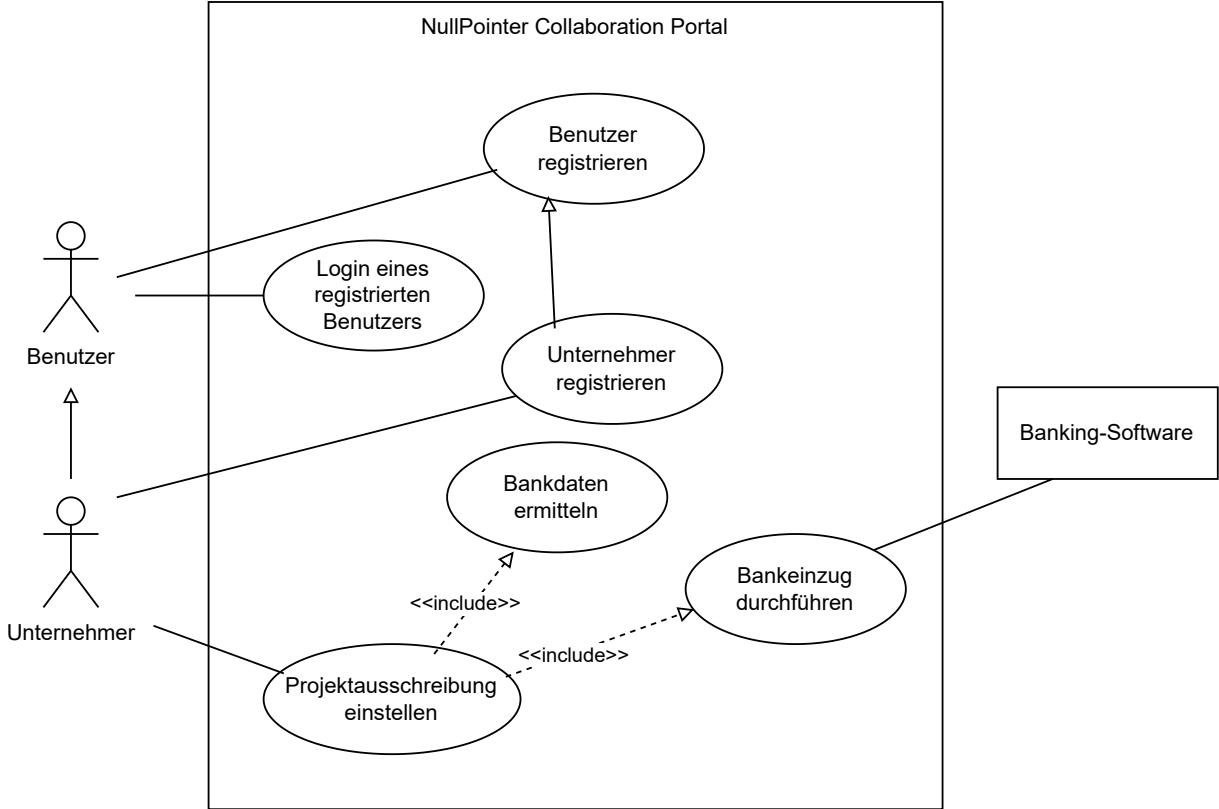 NullPointer Collaboration Portal
Benutzer
registrieren
Login eines
registrierten
Benutzers
Benutzer
Unternehmer
registrieren
Banking-Software
Bankdaten
ermitteln
Bankeinzug
durchführen
<<include>>
Unternehmer
<<include>>
Projektausschreibung
einstellen